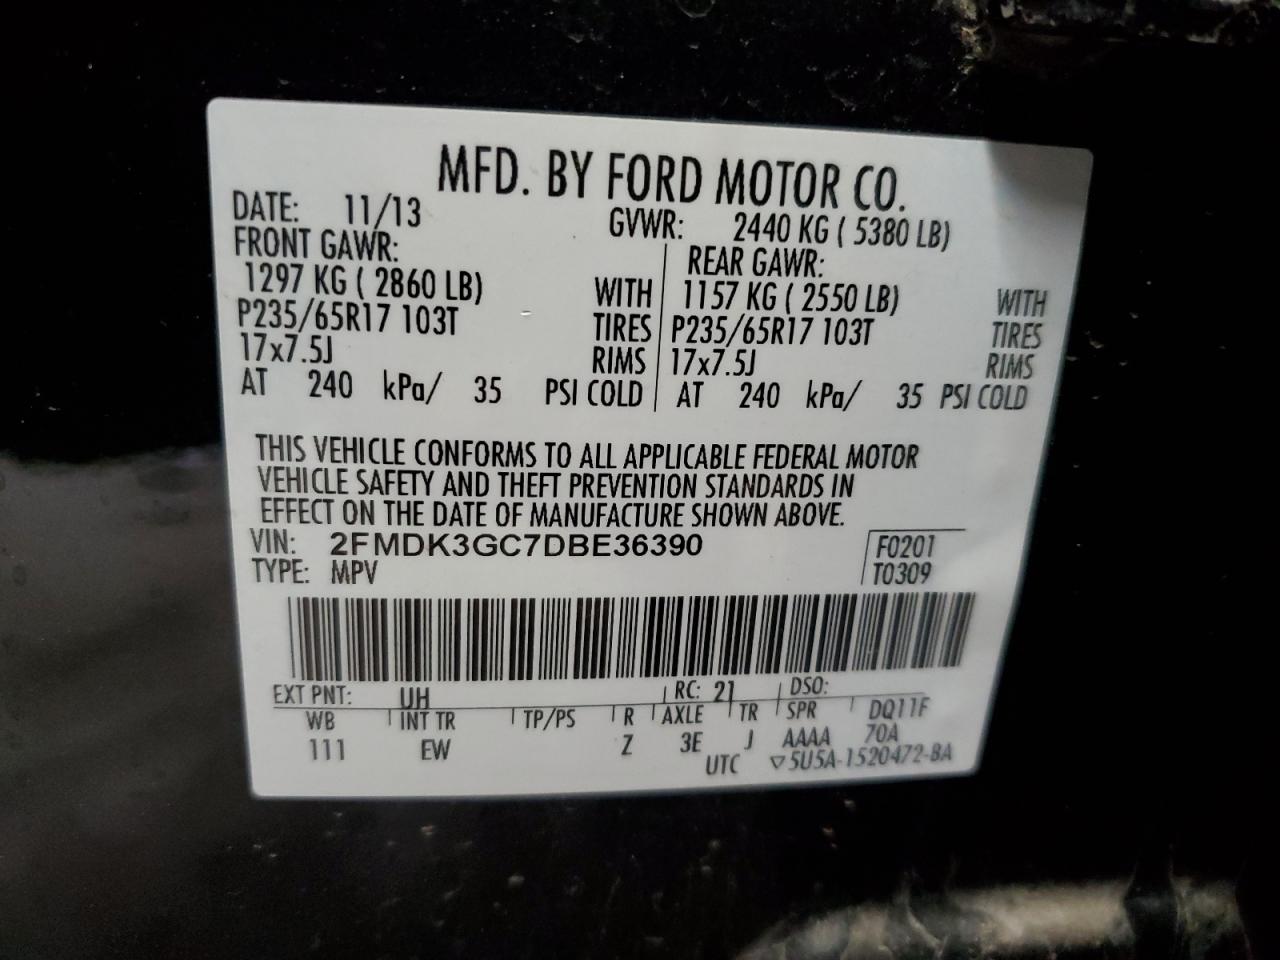 MFD. BY FORD MOTOR CO.
DATE: 11/13 GVWR: 2440 KG ( 5380 LB)
FRONT GAWR: REAR GAWR:
1297 KG ( 2860 LB) WITH 1157 KG ( 2550 LB) WITH
P235/65R17 103T TIRES P235/65R17 103T TIRES
17x7.5J RIMS 17x7.5J RIMS
AT 240 kPa/ 35 PSI COLD AT 240 kPa/ 35 PSI COLD
THIS VEHICLE CONFORMS TO ALL APPLICABLE FEDERAL MOTOR
VEHICLE SAFETY AND THEFT PREVENTION STANDARDS IN
EFFECT ON THE DATE OF MANUFACTURE SHOWN ABOVE.
VIN: 2FMDK3GC7DBE36390 F0201
TYPE: MPV T0309
EXT PNT: UH RC: 21 DSO:
WB INT TR TP/PS R AXLE TR SPR DQ11F
111 EW Z 3E J AAAA 70A
UTC ▽5U5A-1520472-BA